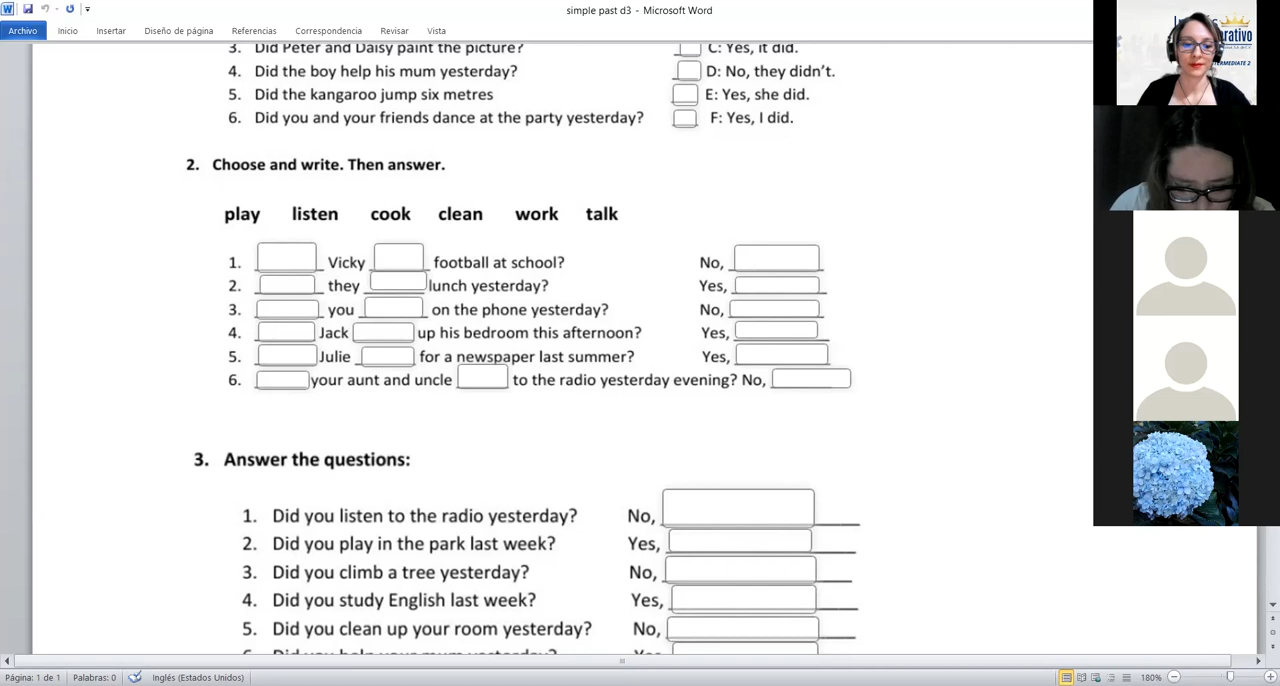 simple past d3 - Microsoft Word
Archivo Inicio Insertar Diseño de página Referencias Correspondencia Revisar Vista
3. Did Peter and Daisy paint the picture? C: Yes, it did.
4. Did the boy help his mum yesterday? D: No, they didn't.
5. Did the kangaroo jump six metres E: Yes, she did.
6. Did you and your friends dance at the party yesterday? F: Yes, I did.
2. Choose and write. Then answer.
play listen cook clean work talk
1. Vicky football at school? No,
2. they lunch yesterday? Yes,
3. you on the phone yesterday? No,
4. Jack up his bedroom this afternoon? Yes,
5. Julie for a newspaper last summer? Yes,
6. your aunt and uncle to the radio yesterday evening? No,
3. Answer the questions:
1. Did you listen to the radio yesterday? No,
2. Did you play in the park last week? Yes,
3. Did you climb a tree yesterday? No,
4. Did you study English last week? Yes,
5. Did you clean up your room yesterday? No,
6. Did you help your mum yesterday? Yes
Página: 1 de 1 Palabras: 0 Inglés (Estados Unidos) 180%